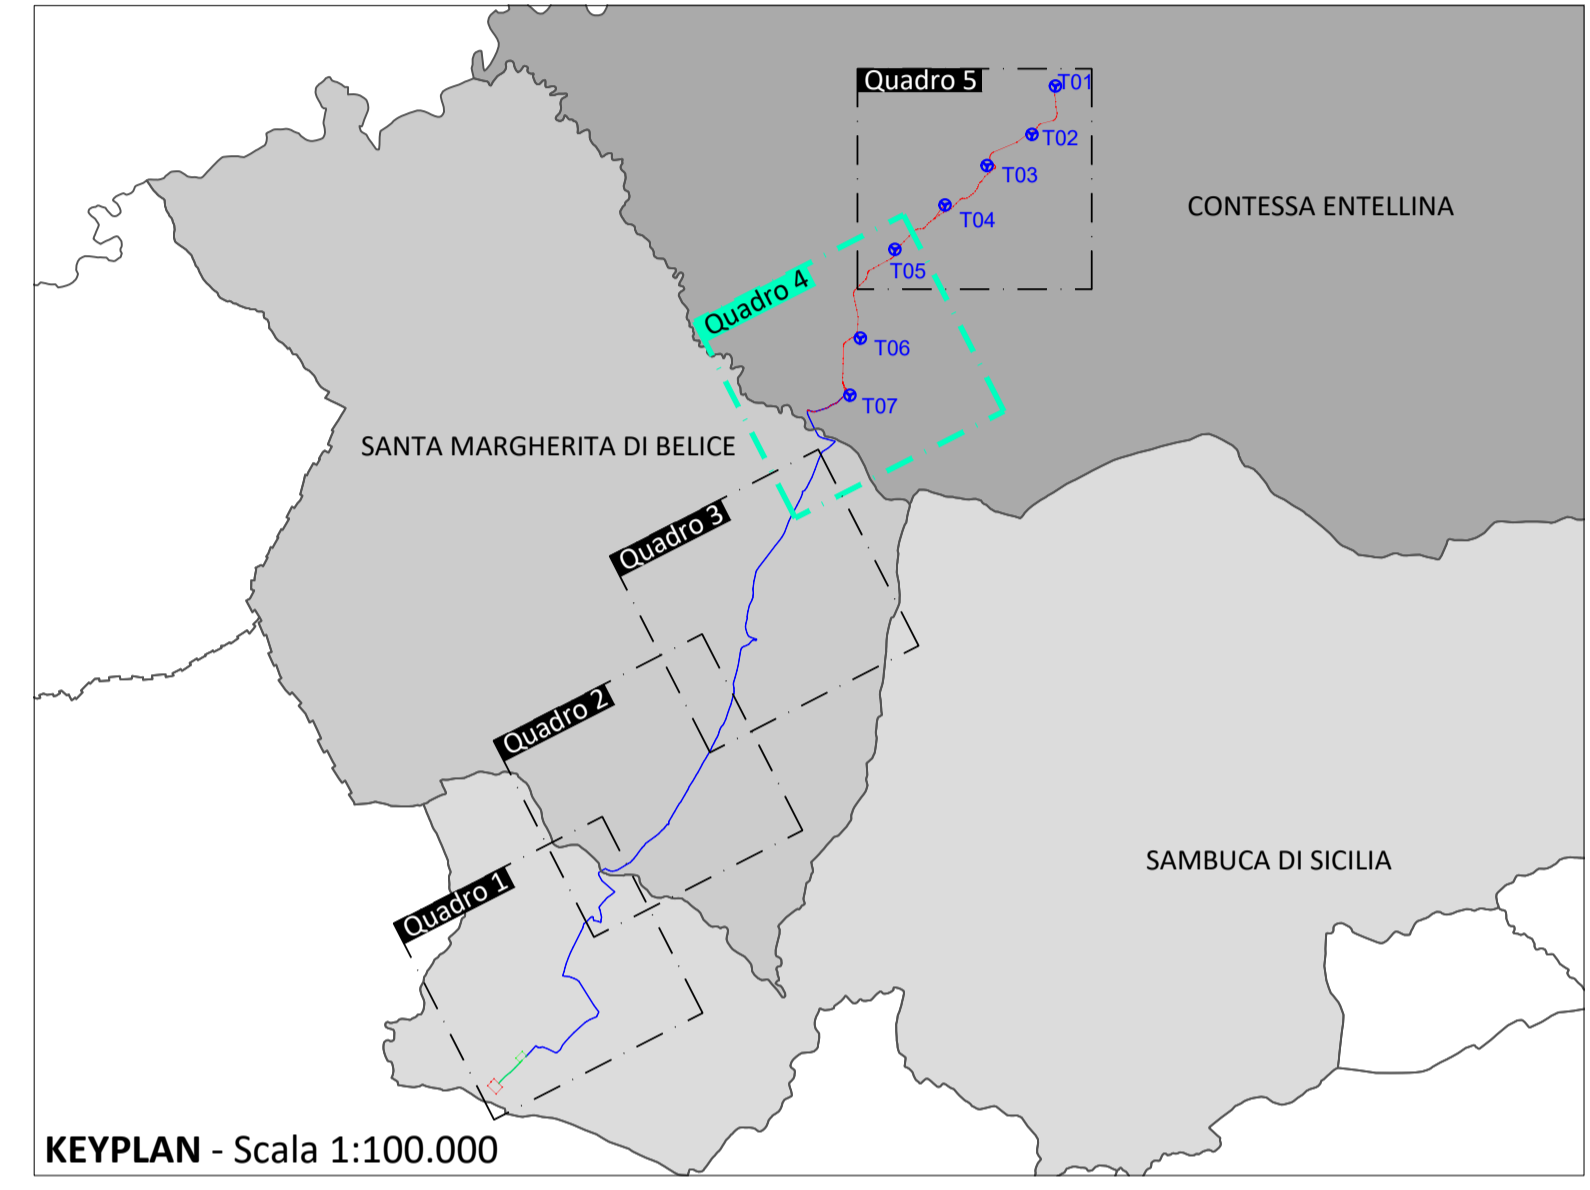 Quadro 5
T01
T02
T03
CONTESSA ENTELLINA
T04
T05
Quadro 4
T06
T07
SANTA MARGHERITA DI BELICE
Quadro 3
Quadro 2
SAMBUCA DI SICILIA
Quadro 1
KEYPLAN - Scala 1:100.000